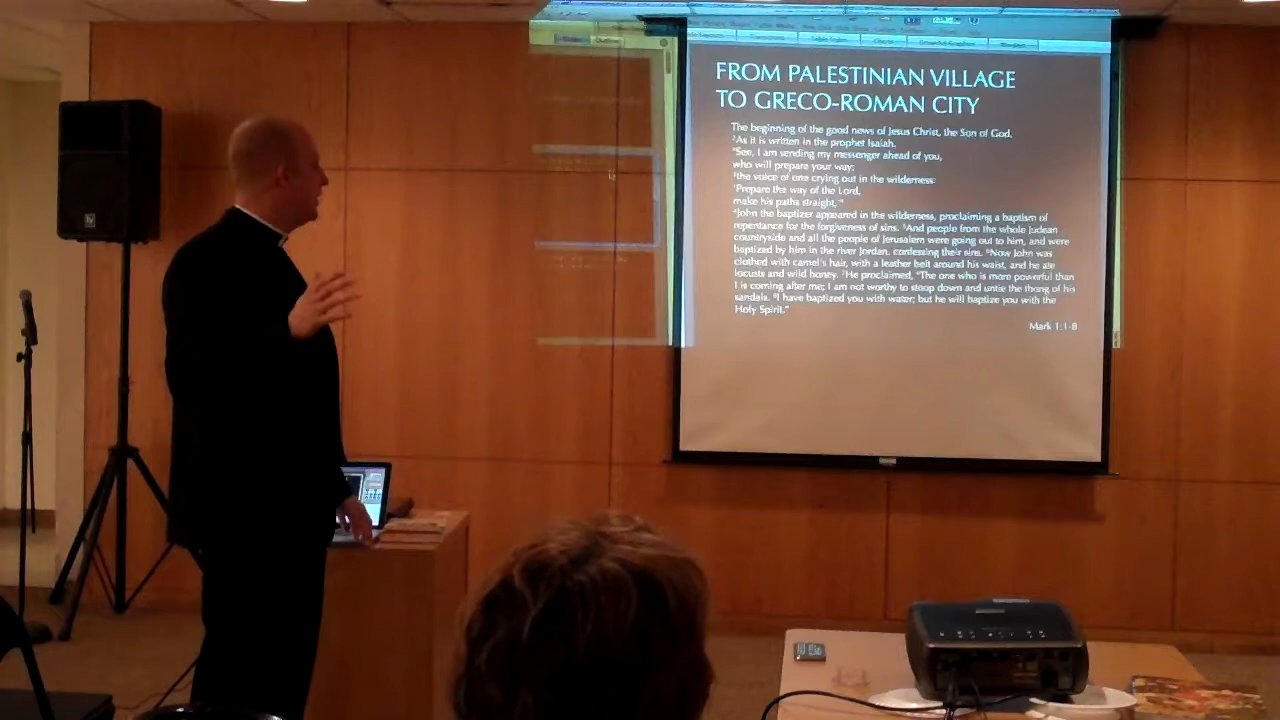 FROM PALESTINIAN VILLAGE
TO GRECO-ROMAN CITY
The beginning of the good news of Jesus Christ, the Son of God.
²As it is written in the prophet Isaiah,
"See, I am sending my messenger ahead of you,
who will prepare your way;
³the voice of one crying out in the wilderness:
'Prepare the way of the Lord,
make his paths straight,'"
⁴John the baptizer appeared in the wilderness, proclaiming a baptism of
repentance for the forgiveness of sins. ⁵And people from the whole Judean
countryside and all the people of Jerusalem were going out to him, and were
baptized by him in the river Jordan, confessing their sins. ⁶Now John was
clothed with camel's hair, with a leather belt around his waist, and he ate
locusts and wild honey. ⁷He proclaimed, "The one who is more powerful than
I is coming after me; I am not worthy to stoop down and untie the thong of his
sandals. ⁸I have baptized you with water; but he will baptize you with the
Holy Spirit."
Mark 1:1-8